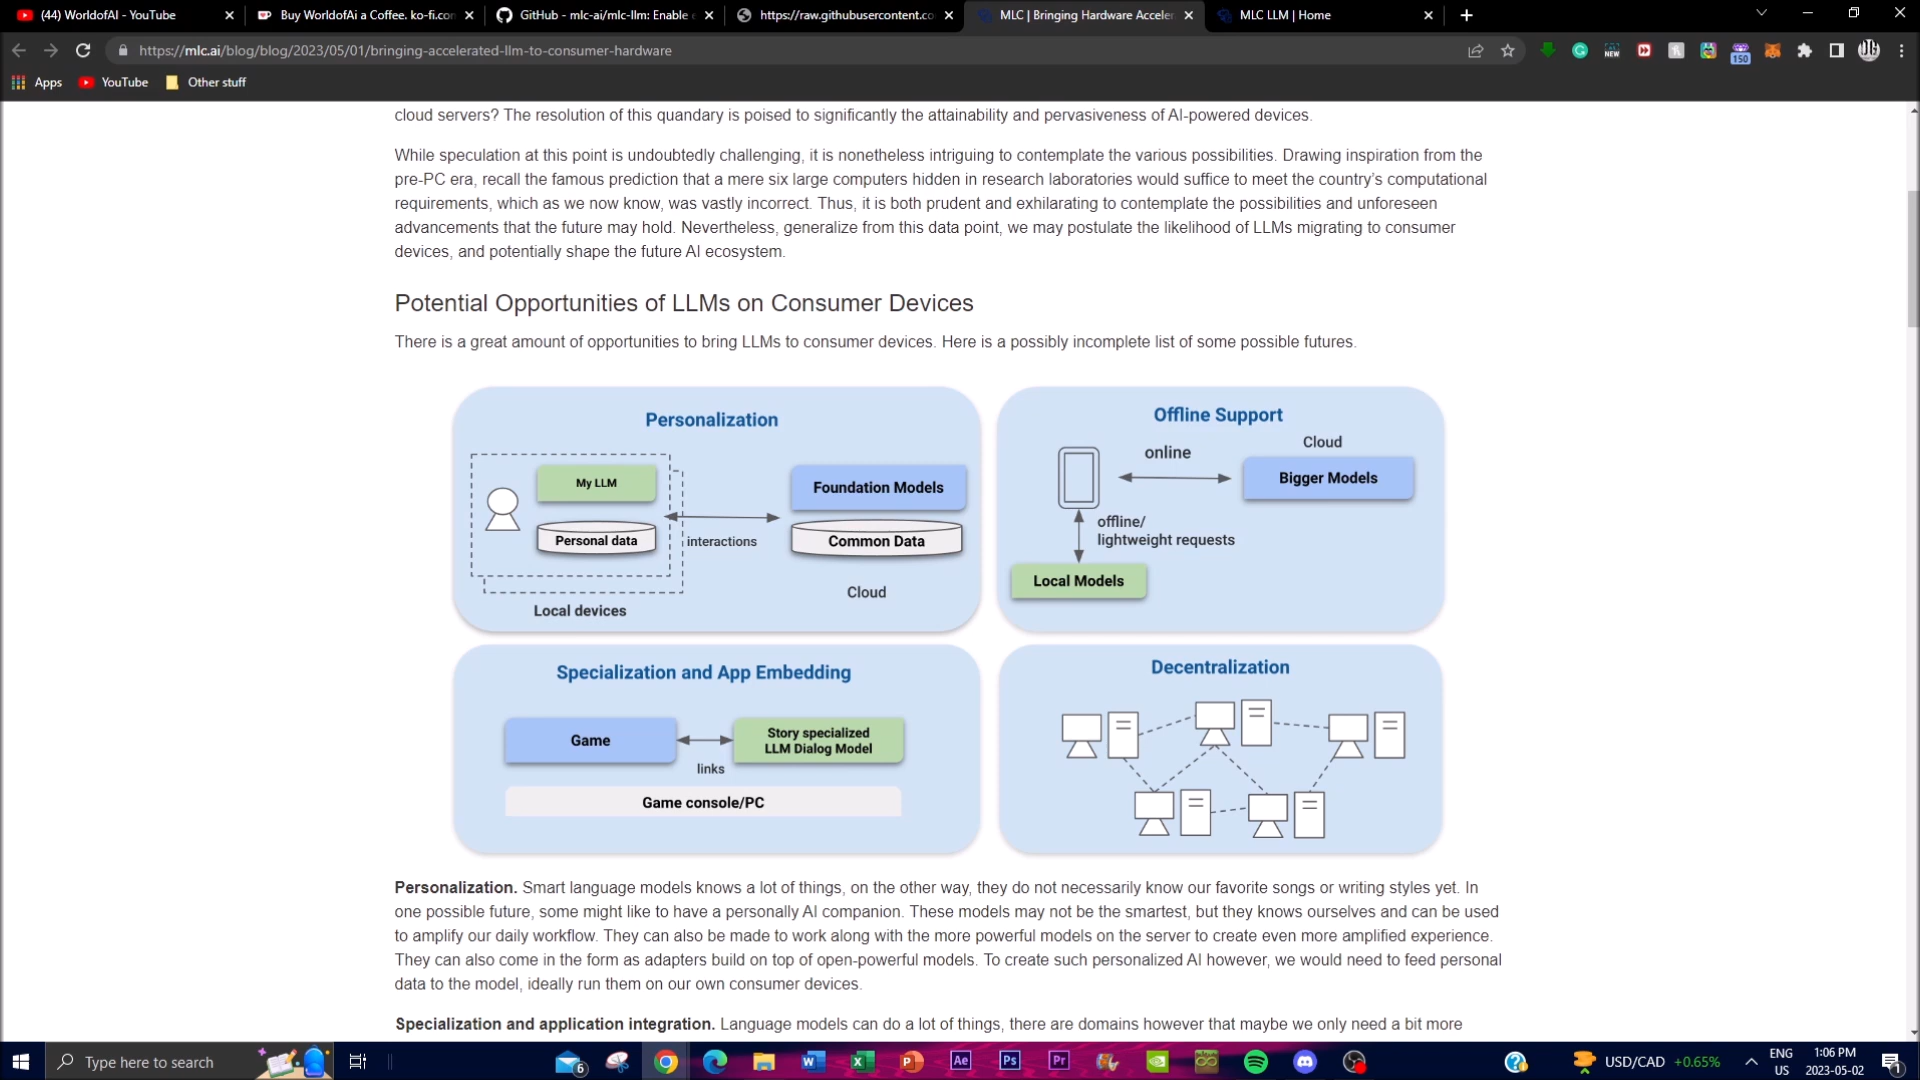 (44) WorldofAI - YouTube
Buy WorldofAi a Coffee. ko-fi.con
GitHub - mlc-ai/mlc-llm: Enable e
https://raw.githubusercontent.co
MLC | Bringing Hardware Acceler
MLC LLM | Home
https://mlc.ai/blog/blog/2023/05/01/bringing-accelerated-llm-to-consumer-hardware
NEW
150
Apps
YouTube
Other stuff
cloud servers? The resolution of this quandary is poised to significantly the attainability and pervasiveness of AI-powered devices.
While speculation at this point is undoubtedly challenging, it is nonetheless intriguing to contemplate the various possibilities. Drawing inspiration from the
pre-PC era, recall the famous prediction that a mere six large computers hidden in research laboratories would suffice to meet the country's computational
requirements, which as we now know, was vastly incorrect. Thus, it is both prudent and exhilarating to contemplate the possibilities and unforeseen
advancements that the future may hold. Nevertheless, generalize from this data point, we may postulate the likelihood of LLMs migrating to consumer
devices, and potentially shape the future AI ecosystem.
Potential Opportunities of LLMs on Consumer Devices
There is a great amount of opportunities to bring LLMs to consumer devices. Here is a possibly incomplete list of some possible futures.
Personalization
My LLM
Personal data
Local devices
interactions
Foundation Models
Common Data
Cloud
Offline Support
online
Cloud
Bigger Models
offline/
lightweight requests
Local Models
Specialization and App Embedding
Game
links
Story specialized
LLM Dialog Model
Game console/PC
Decentralization
Personalization. Smart language models knows a lot of things, on the other way, they do not necessarily know our favorite songs or writing styles yet. In
one possible future, some might like to have a personally AI companion. These models may not be the smartest, but they knows ourselves and can be used
to amplify our daily workflow. They can also be made to work along with the more powerful models on the server to create even more amplified experience.
They can also come in the form as adapters build on top of open-powerful models. To create such personalized AI however, we would need to feed personal
data to the model, ideally run them on our own consumer devices.
Specialization and application integration. Language models can do a lot of things, there are domains however that maybe we only need a bit more
Type here to search
6
Ae
Ps
Pr
USD/CAD +0.65%
ENG
US
1:06 PM
2023-05-02
1